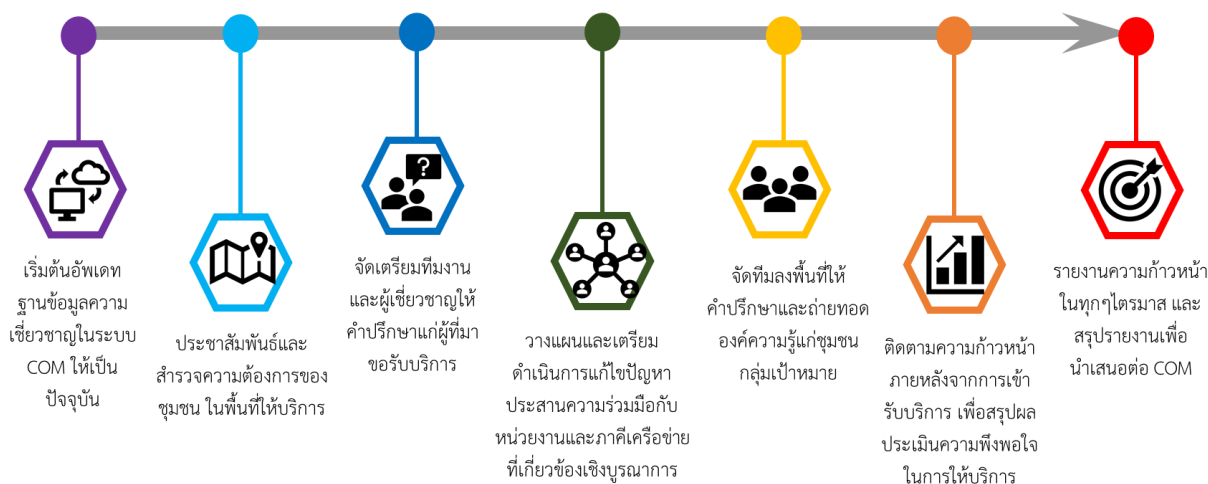 เริ่มต้นอัพเดท
ฐานข้อมูลความ
เชี่ยวชาญในระบบ
COM ให้เป็น
ปัจจุบัน
ประชาสัมพันธ์และ
สำรวจความต้องการของ
ชุมชน ในพื้นที่ให้บริการ
?
จัดเตรียมทีมงาน
และผู้เชี่ยวชาญให้
คำปรึกษาแก่ผู้ที่มา
ขอรับบริการ
วางแผนและเตรียม
ดำเนินการแก้ไขปัญหา
ประสานความร่วมมือกับ
หน่วยงานและภาคีเครือข่าย
ที่เกี่ยวข้องเชิงบูรณาการ
จัดทีมลงพื้นที่ให้
คำปรึกษาและถ่ายทอด
องค์ความรู้แก่ชุมชน
กลุ่มเป้าหมาย
ติดตามความก้าวหน้า
ภายหลังจากการเข้า
รับบริการ เพื่อสรุปผล
ประเมินความพึงพอใจ
ในการให้บริการ
รายงานความก้าวหน้า
ในทุกๆไตรมาส และ
สรุปรายงานเพื่อ
นำเสนอต่อ COM